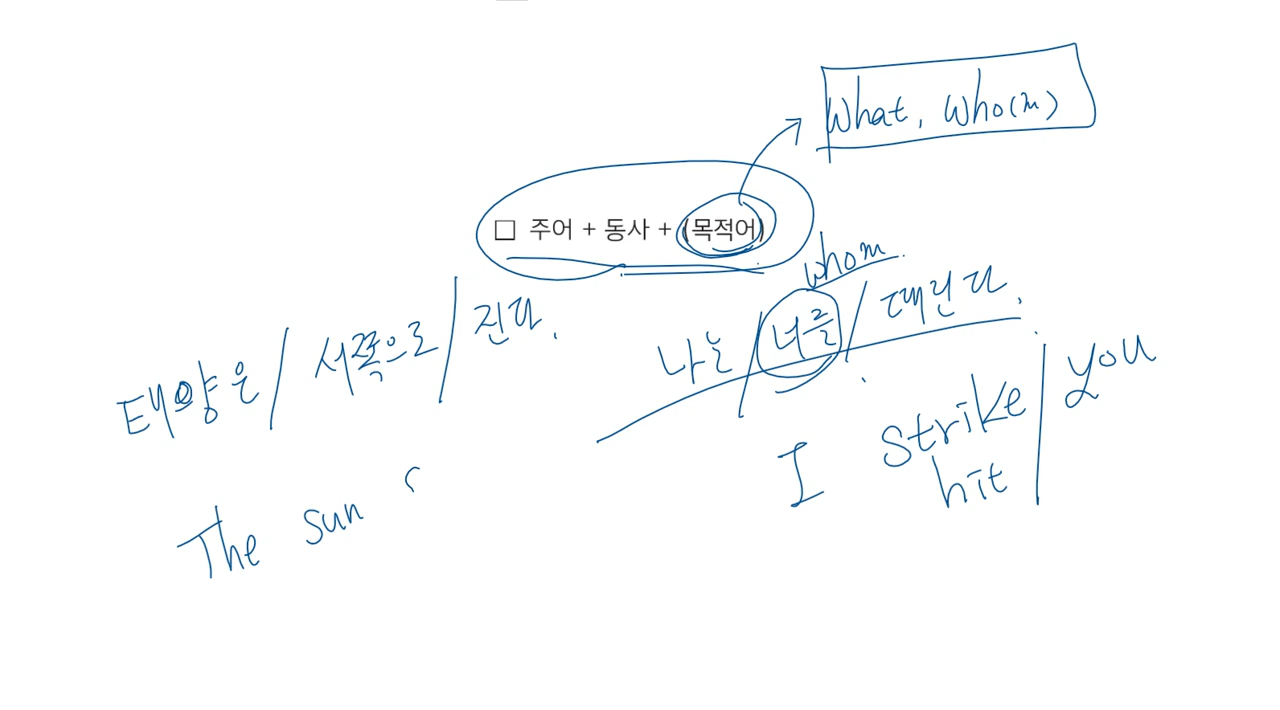 What, Who(m)
□ 주어 + 동사 + (목적어)
whom
태양은 / 서쪽으로 / 진다.
나는 / 너를 / 때린다.
I strike / you
hit
The sun s